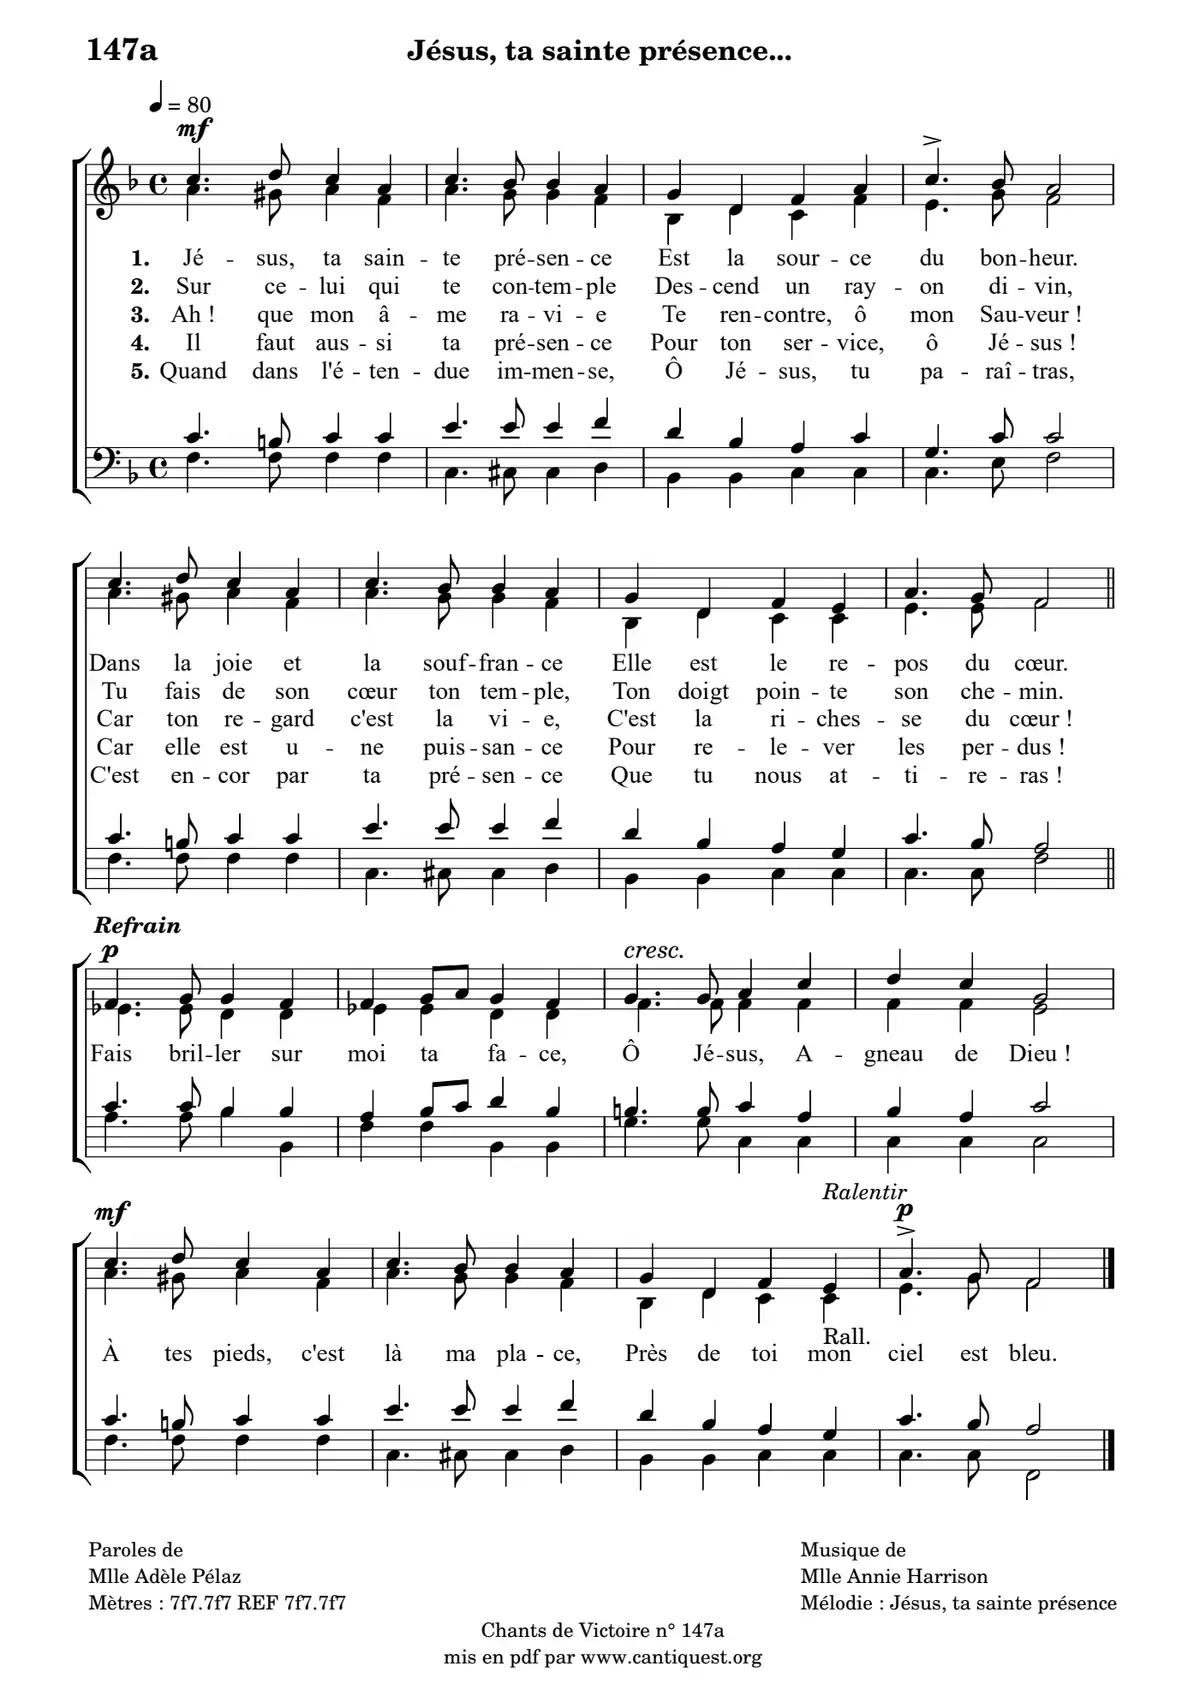 147a Jésus, ta sainte présence...
= 80
mf
1. Jé - sus, ta sain - te pré - sen - ce Est la sour - ce du bon - heur.
2. Sur ce - lui qui te con - tem - ple Des - cend un ray - on di - vin,
3. Ah ! que mon â - me ra - vi - e Te ren - contre, ô mon Sau - veur !
4. Il faut aus - si ta pré - sen - ce Pour ton ser - vice, ô Jé - sus !
5. Quand dans l'é - ten - due im - men - se, Ô Jé - sus, tu pa - raî - tras,
Dans la joie et la souf - fran - ce Elle est le re - pos du cœur.
Tu fais de son cœur ton tem - ple, Ton doigt poin - te son che - min.
Car ton re - gard c'est la vi - e, C'est la ri - ches - se du cœur !
Car elle est u - ne puis - san - ce Pour re - le - ver les per - dus !
C'est en - cor par ta pré - sen - ce Que tu nous at - ti - re - ras !
Refrain
p cresc.
Fais bril - ler sur moi ta fa - ce, Ô Jé - sus, A - gneau de Dieu !
Ralentir
mf p
Rall.
À tes pieds, c'est là ma pla - ce, Près de toi mon ciel est bleu.
Paroles de
Mlle Adèle Pélaz
Mètres : 7f7.7f7 REF 7f7.7f7
Musique de
Mlle Annie Harrison
Mélodie : Jésus, ta sainte présence
Chants de Victoire n° 147a
mis en pdf par www.cantiquest.org